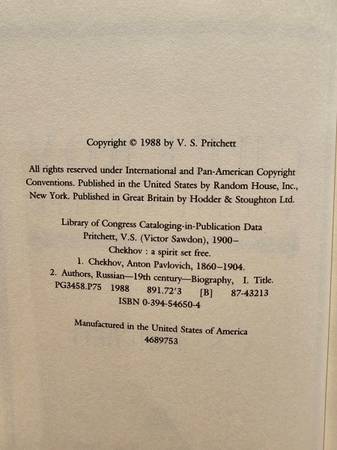 Copyright © 1988 by V. S. Pritchett
All rights reserved under International and Pan-American Copyright
Conventions. Published in the United States by Random House, Inc.,
New York. Published in Great Britain by Hodder & Stoughton Ltd.
Library of Congress Cataloging-in-Publication Data
Pritchett, V.S. (Victor Sawdon), 1900–
Chekhov : a spirit set free.
1. Chekhov, Anton Pavlovich, 1860–1904.
2. Authors, Russian—19th century—Biography, I. Title.
PG3458.P75 1988 891.72'3 [B] 87-43213
ISBN 0-394-54650-4
Manufactured in the United States of America
4689753